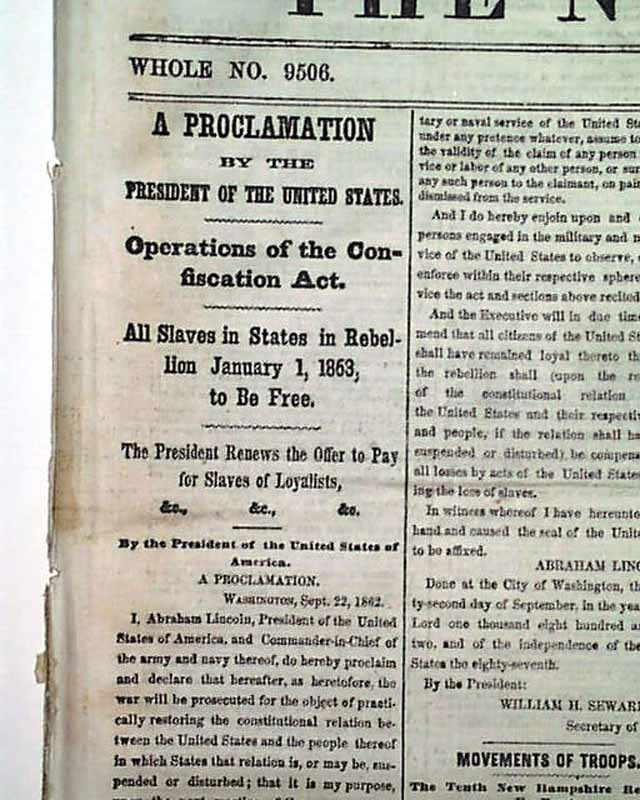 THE N
WHOLE NO. 9506.
A PROCLAMATION
BY THE
PRESIDENT OF THE UNITED STATES.
Operations of the Con-
fiscation Act.
All Slaves in States in Rebel-
lion January 1, 1863,
to Be Free.
The President Renews the Offer to Pay
for Slaves of Loyalists,
&c., &c., &c.
By the President of the United States of
America.
A PROCLAMATION.
WASHINGTON, Sept. 22, 1862.
I, Abraham Lincoln, President of the United
States of America, and Commander-in-Chief of
the army and navy thereof, do hereby proclaim
and declare that hereafter, as heretofore, the
war will be prosecuted for the object of practi-
cally restoring the constitutional relation be-
tween the United States and the people thereof
in which States that relation is, or may be, sus-
pended or disturbed; that it is my purpose,
tary or naval service of the United Sta
under any pretence whatever, assume to
the validity of the claim of any person
vice or labor of any other person, or sur
any such person to the claimant, on pai
dismissed from the service.
And I do hereby enjoin upon and
persons engaged in the military and n
vice of the United States to observe,
enforce within their respective sphere
vice the act and sections above recited
And the Executive will in due time
mend that all citizens of the United St
shall have remained loyal thereto th
the rebellion shall (upon the re
of the constitutional relation
the United States and their respectiv
and people, if the relation shall ha
suspended or disturbed) be compensa
all losses by acts of the United States
ing the loss of slaves.
In witness whereof I have hereunto
hand and caused the seal of the Unite
to be affixed.
ABRAHAM LINC
Done at the City of Washington, th
ty-second day of September, in the yea
Lord one thousand eight hundred an
two, and of the independence of the
States the eighty-seventh.
By the President:
WILLIAM H. SEWAR
Secretary of
MOVEMENTS OF TROOPS.
The Tenth New Hampshire Re